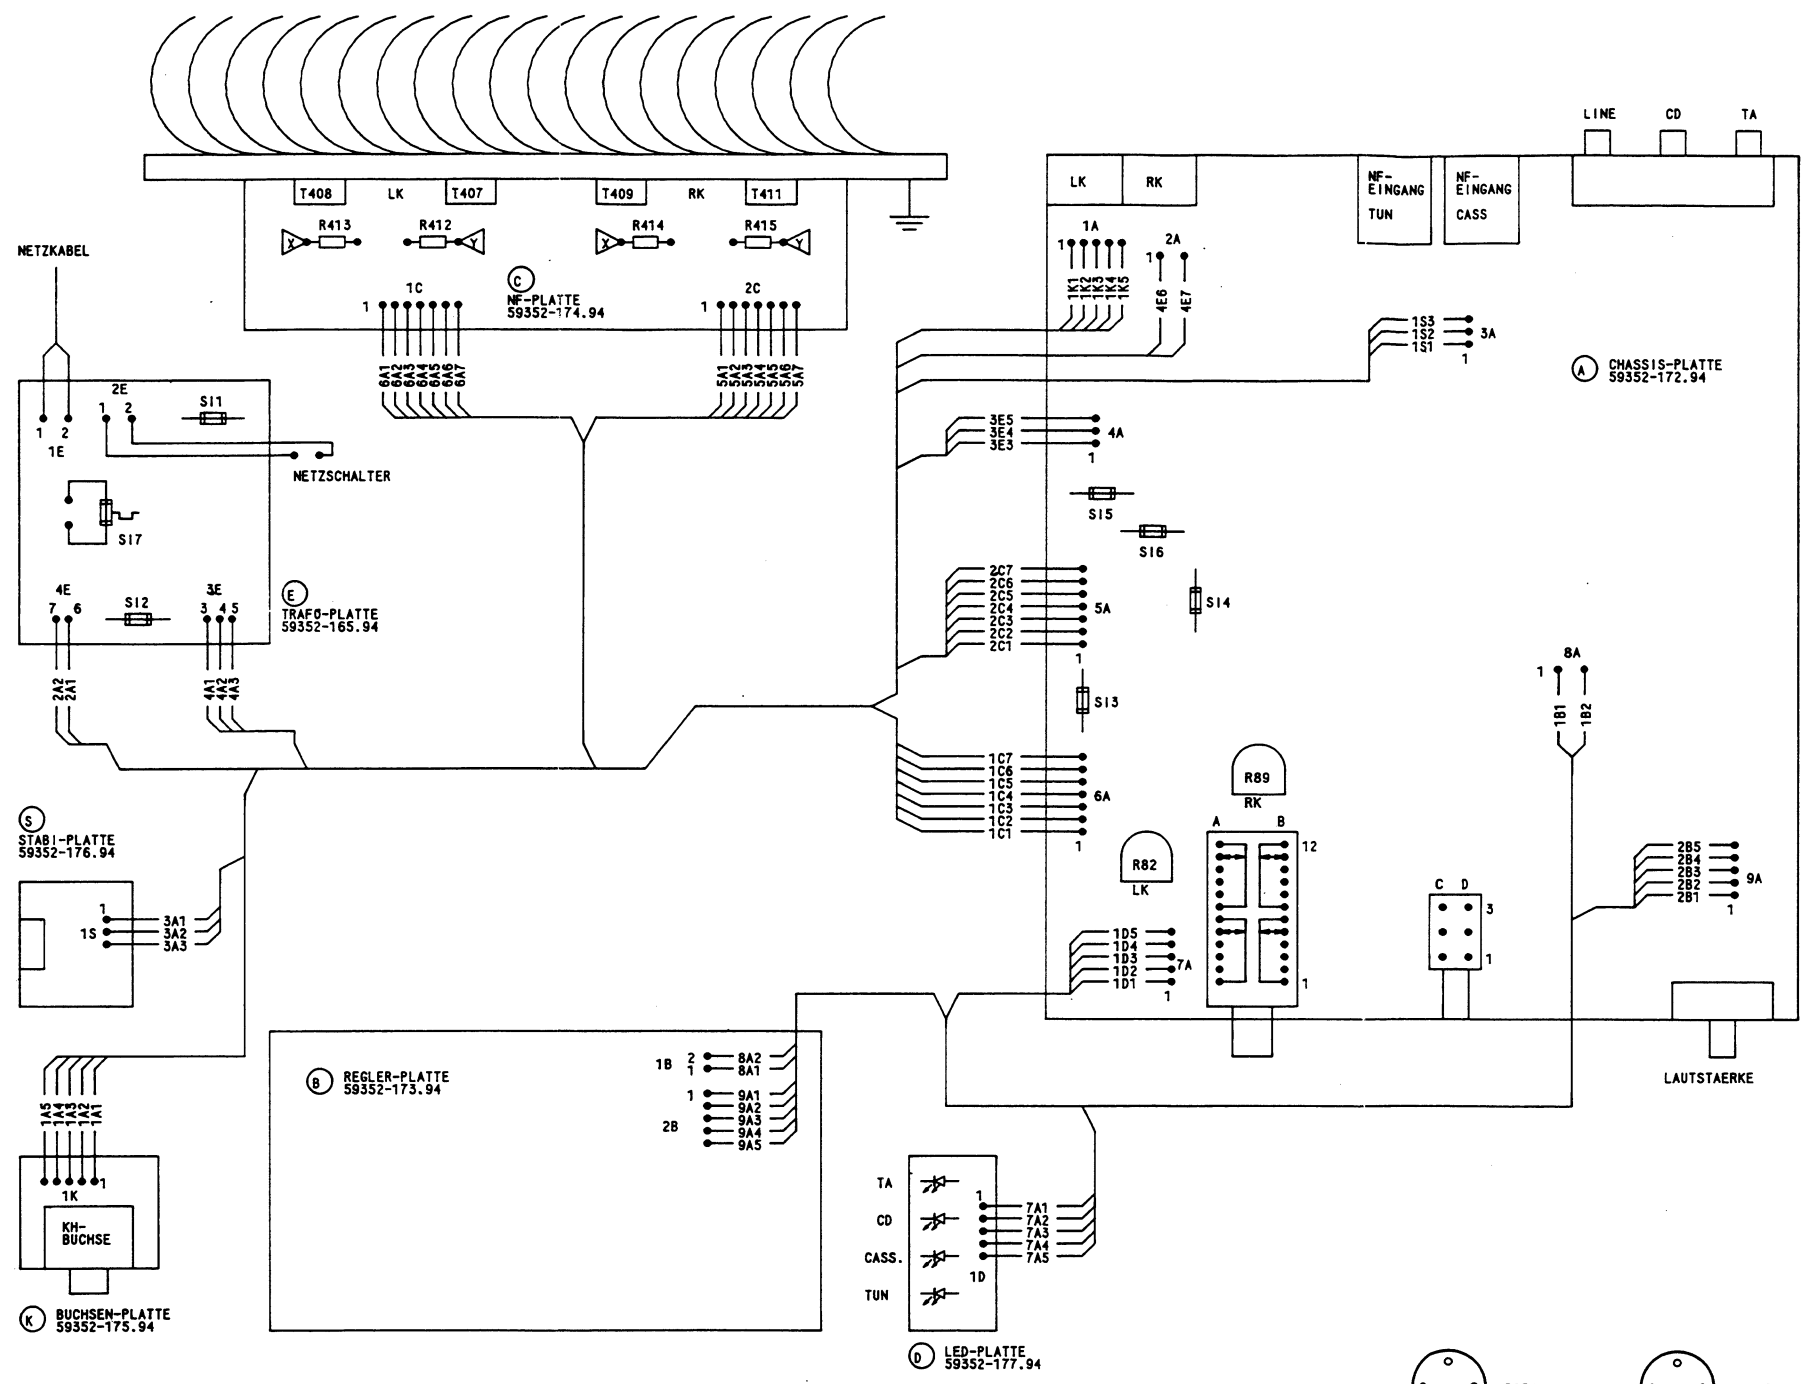 LINE CD TA
T408 LK T407 T409 RK T411
R413 R412 R414 R415
X Y X Y
C
NF-PLATTE
59352-174.94
1C
1
2C
1
6A1 6A2 6A3 6A4 6A5 6A6 6A7
5A1 5A2 5A3 5A4 5A5 5A6 5A7
NETZKABEL
2E
1 2
SI1
1 2
1E
NETZSCHALTER
SI7
4E
7 6
SI2
3E
3 4 5
E
TRAFO-PLATTE
59352-165.94
2A2 2A1
4A1 4A2 4A3
S
STABI-PLATTE
59352-176.94
1
1S
3A1
3A2
3A3
1A5 1A4 1A3 1A2 1A1
1
1K
KH-
BUCHSE
K
BUCHSEN-PLATTE
59352-175.94
B
REGLER-PLATTE
59352-173.94
1B
2 8A2
1 8A1
1 9A1
9A2
9A3
9A4
9A5
2B
TA
CD
CASS.
TUN
1
7A1
7A2
7A3
7A4
7A5
1D
D
LED-PLATTE
59352-177.94
LK RK
NF-
EINGANG
TUN
NF-
EINGANG
CASS
1A
1
1K1 1K2 1K3 1K4 1K5
2A
1
4E6 4E7
1S3
1S2
1S1
3A
1
A
CHASSIS-PLATTE
59352-172.94
3E5
3E4
3E3
4A
1
SI5
SI6
SI4
2C7
2C6
2C5
2C4
2C3
2C2
2C1
5A
1
SI3
1C7
1C6
1C5
1C4
1C3
1C2
1C1
6A
1
8A
1
1B1 1B2
R89
RK
R82
LK
A B
12
1
1D5
1D4
1D3
1D2
1D1
7A
1
C D
3
1
2B5
2B4
2B3
2B2
2B1
9A
1
LAUTSTAERKE